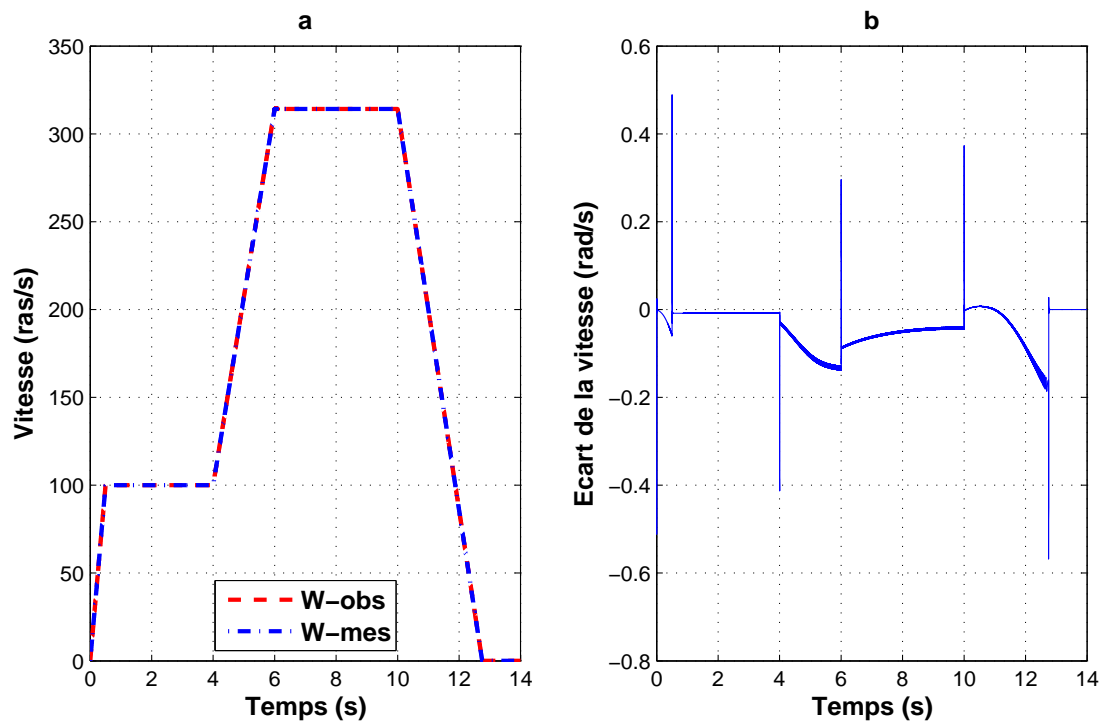 a
350
300
250
200
150
100
50
0
0 2 4 6 8 10 12 14
Vitesse (ras/s)
Temps (s)
W−obs
W−mes
b
0.6
0.4
0.2
0
−0.2
−0.4
−0.6
−0.8
0 2 4 6 8 10 12 14
Ecart de la vitesse (rad/s)
Temps (s)